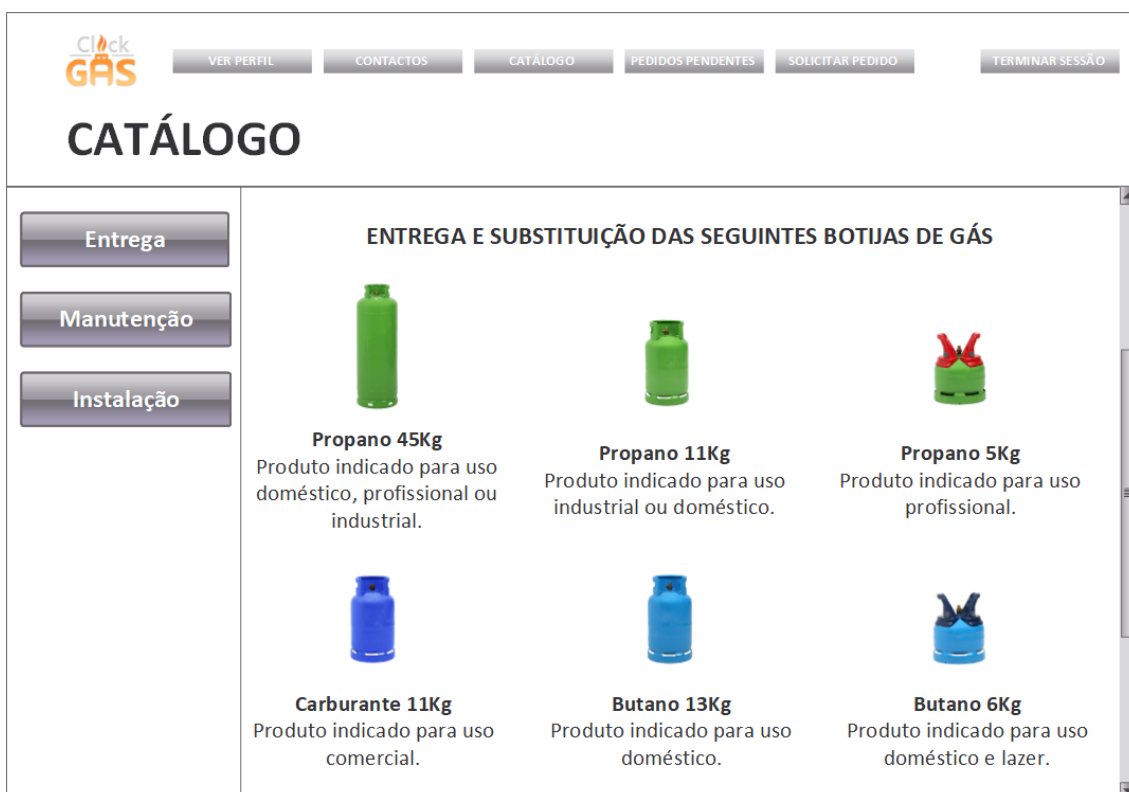 Click
GÁS
VER PERFIL
CONTACTOS
CATÁLOGO
PEDIDOS PENDENTES
SOLICITAR PEDIDO
TERMINAR SESSÃO
CATÁLOGO
Entrega
Manutenção
Instalação
ENTREGA E SUBSTITUIÇÃO DAS SEGUINTES BOTIJAS DE GÁS
Propano 45Kg
Produto indicado para uso
doméstico, profissional ou
industrial.
Propano 11Kg
Produto indicado para uso
industrial ou doméstico.
Propano 5Kg
Produto indicado para uso
profissional.
Carburante 11Kg
Produto indicado para uso
comercial.
Butano 13Kg
Produto indicado para uso
doméstico.
Butano 6Kg
Produto indicado para uso
doméstico e lazer.